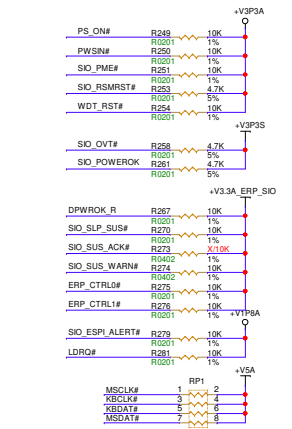 +V3P3A
PS_ON# R249 10K
R0201 1%
PWSIN# R250 10K
R0201 1%
SIO_PME# R251 10K
R0201 1%
SIO_RSMRST# R253 4.7K
R0201 5%
WDT_RST# R254 10K
R0201 1%
+V3P3S
SIO_OVT# R258 4.7K
R0201 5%
SIO_POWEROK R261 4.7K
R0201 5%
+V3.3A_ERP_SIO
DPWROK_R R267 10K
R0201 1%
SIO_SLP_SUS# R270 10K
R0201 1%
SIO_SUS_ACK# R273 X/10K
R0402 1%
SIO_SUS_WARN# R274 10K
R0402 1%
ERP_CTRL0# R275 10K
R0201 1%
ERP_CTRL1# R276 10K
R0201 1%
+V1P8A
SIO_ESPI_ALERT# R279 10K
R0201 1%
LDRQ# R281 10K
R0201 1%
+V5A
RP1
MSCLK# 1 2
KBCLK# 3 4
KBDAT# 5 6
MSDAT# 7 8